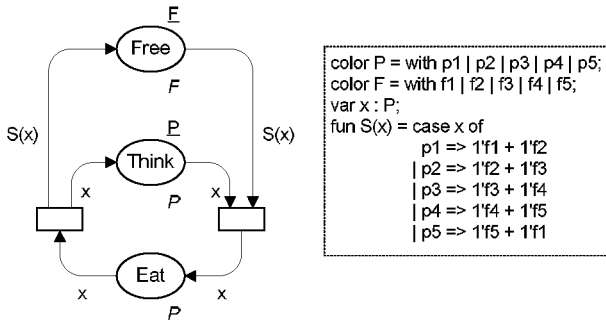 F
Free
F
S(x)
S(x)
P
Think
x
x
P
Eat
x
x
P
color P = with p1 | p2 | p3 | p4 | p5;
color F = with f1 | f2 | f3 | f4 | f5;
var x : P;
fun S(x) = case x of
p1 => 1'f1 + 1'f2
| p2 => 1'f2 + 1'f3
| p3 => 1'f3 + 1'f4
| p4 => 1'f4 + 1'f5
| p5 => 1'f5 + 1'f1